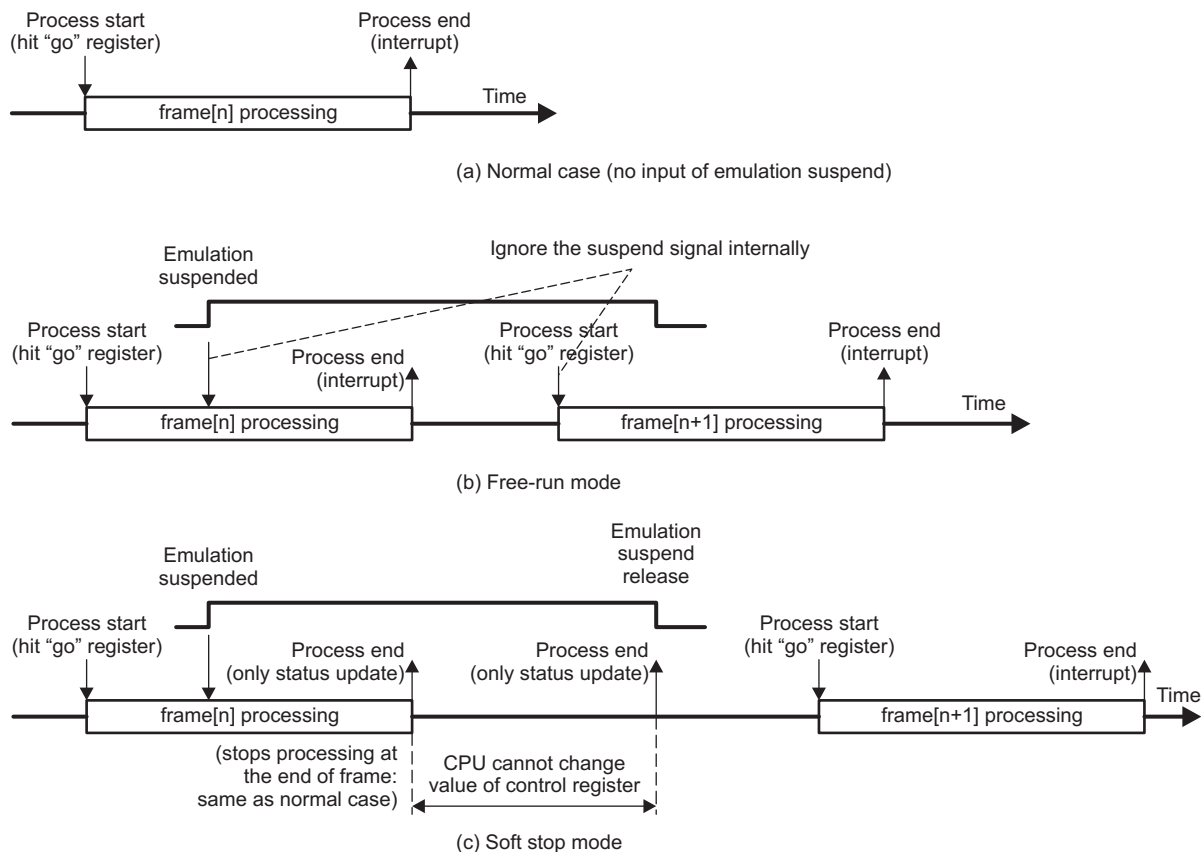 Process start
(hit “go” register)
Process end
(interrupt)
Time
frame[n] processing
(a) Normal case (no input of emulation suspend)
Emulation
suspended
Ignore the suspend signal internally
Process start
(hit “go” register)
Process end
(interrupt)
Process start
(hit “go” register)
Process end
(interrupt)
Time
frame[n] processing
frame[n+1] processing
(b) Free-run mode
Emulation
suspended
Emulation
suspend
release
Process start
(hit “go” register)
Process end
(only status update)
Process end
(only status update)
Process start
(hit “go” register)
Process end
(interrupt)
Time
frame[n] processing
frame[n+1] processing
(stops processing at
the end of frame:
same as normal case)
CPU cannot change
value of control register
(c) Soft stop mode